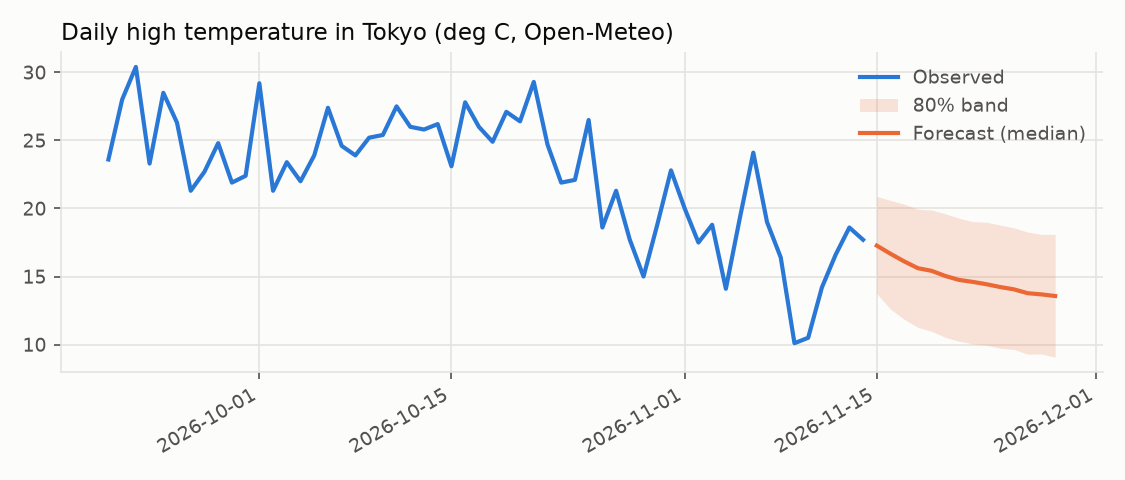 Daily high temperature in Tokyo (deg C, Open-Meteo)
30
25
20
15
10
Observed
80% band
Forecast (median)
2026-10-01
2026-10-15
2026-11-01
2026-11-15
2026-12-01